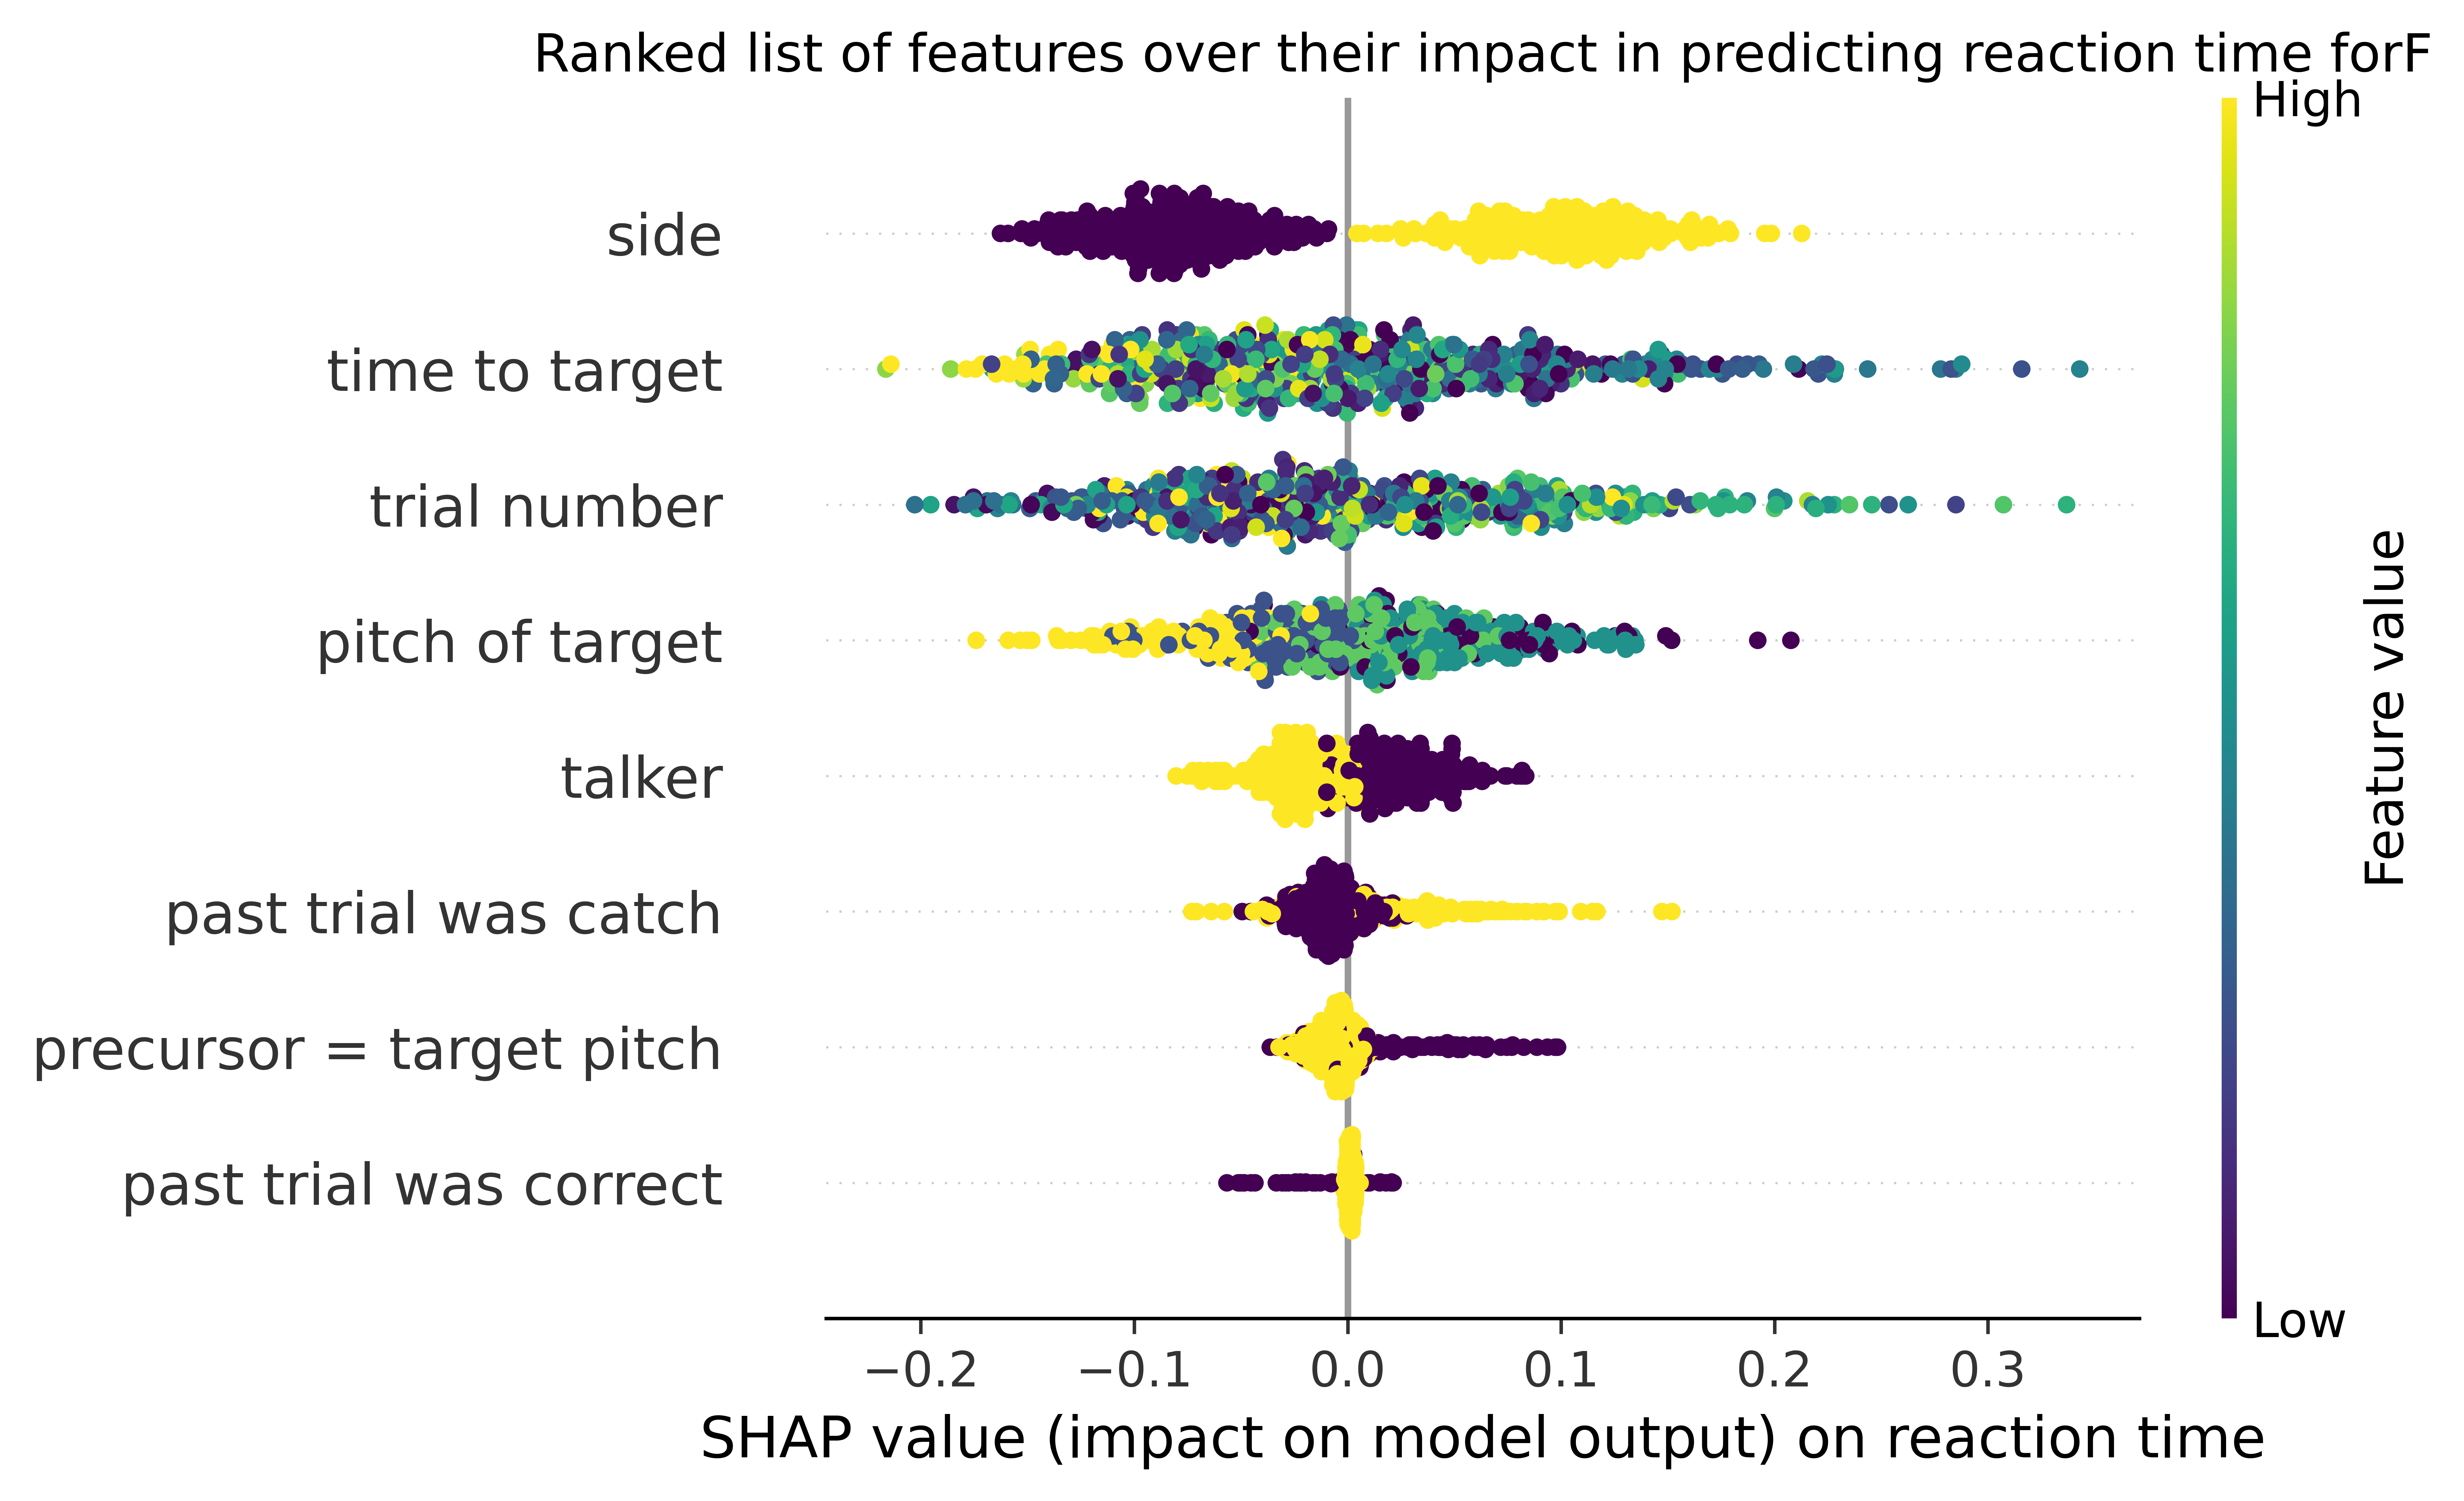 Ranked list of features over their impact in predicting reaction time forF
High
side
time to target
trial number
pitch of target
talker
past trial was catch
precursor = target pitch
past trial was correct
Feature value
Low
−0.2 −0.1 0.0 0.1 0.2 0.3
SHAP value (impact on model output) on reaction time